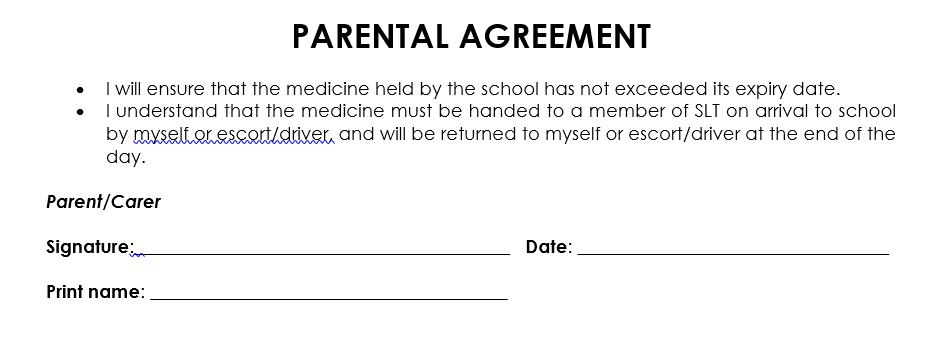 PARENTAL AGREEMENT
• I will ensure that the medicine held by the school has not exceeded its expiry date.
• I understand that the medicine must be handed to a member of SLT on arrival to school
by myself or escort/driver, and will be returned to myself or escort/driver at the end of the
day.
Parent/Carer
Signature:______________________________________ Date: _________________________________
Print name: ______________________________________